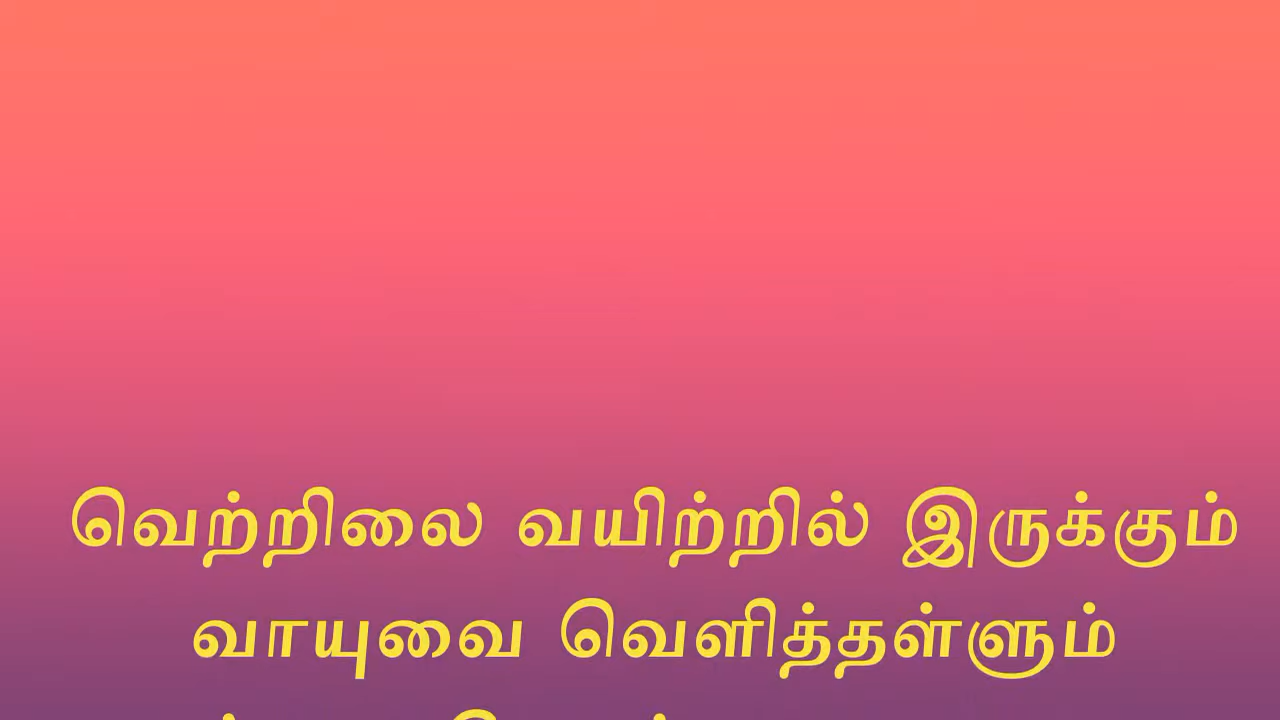 வெற்றிலை வயிற்றில் இருக்கும்
வாயுவை வெளித்தள்ளும்